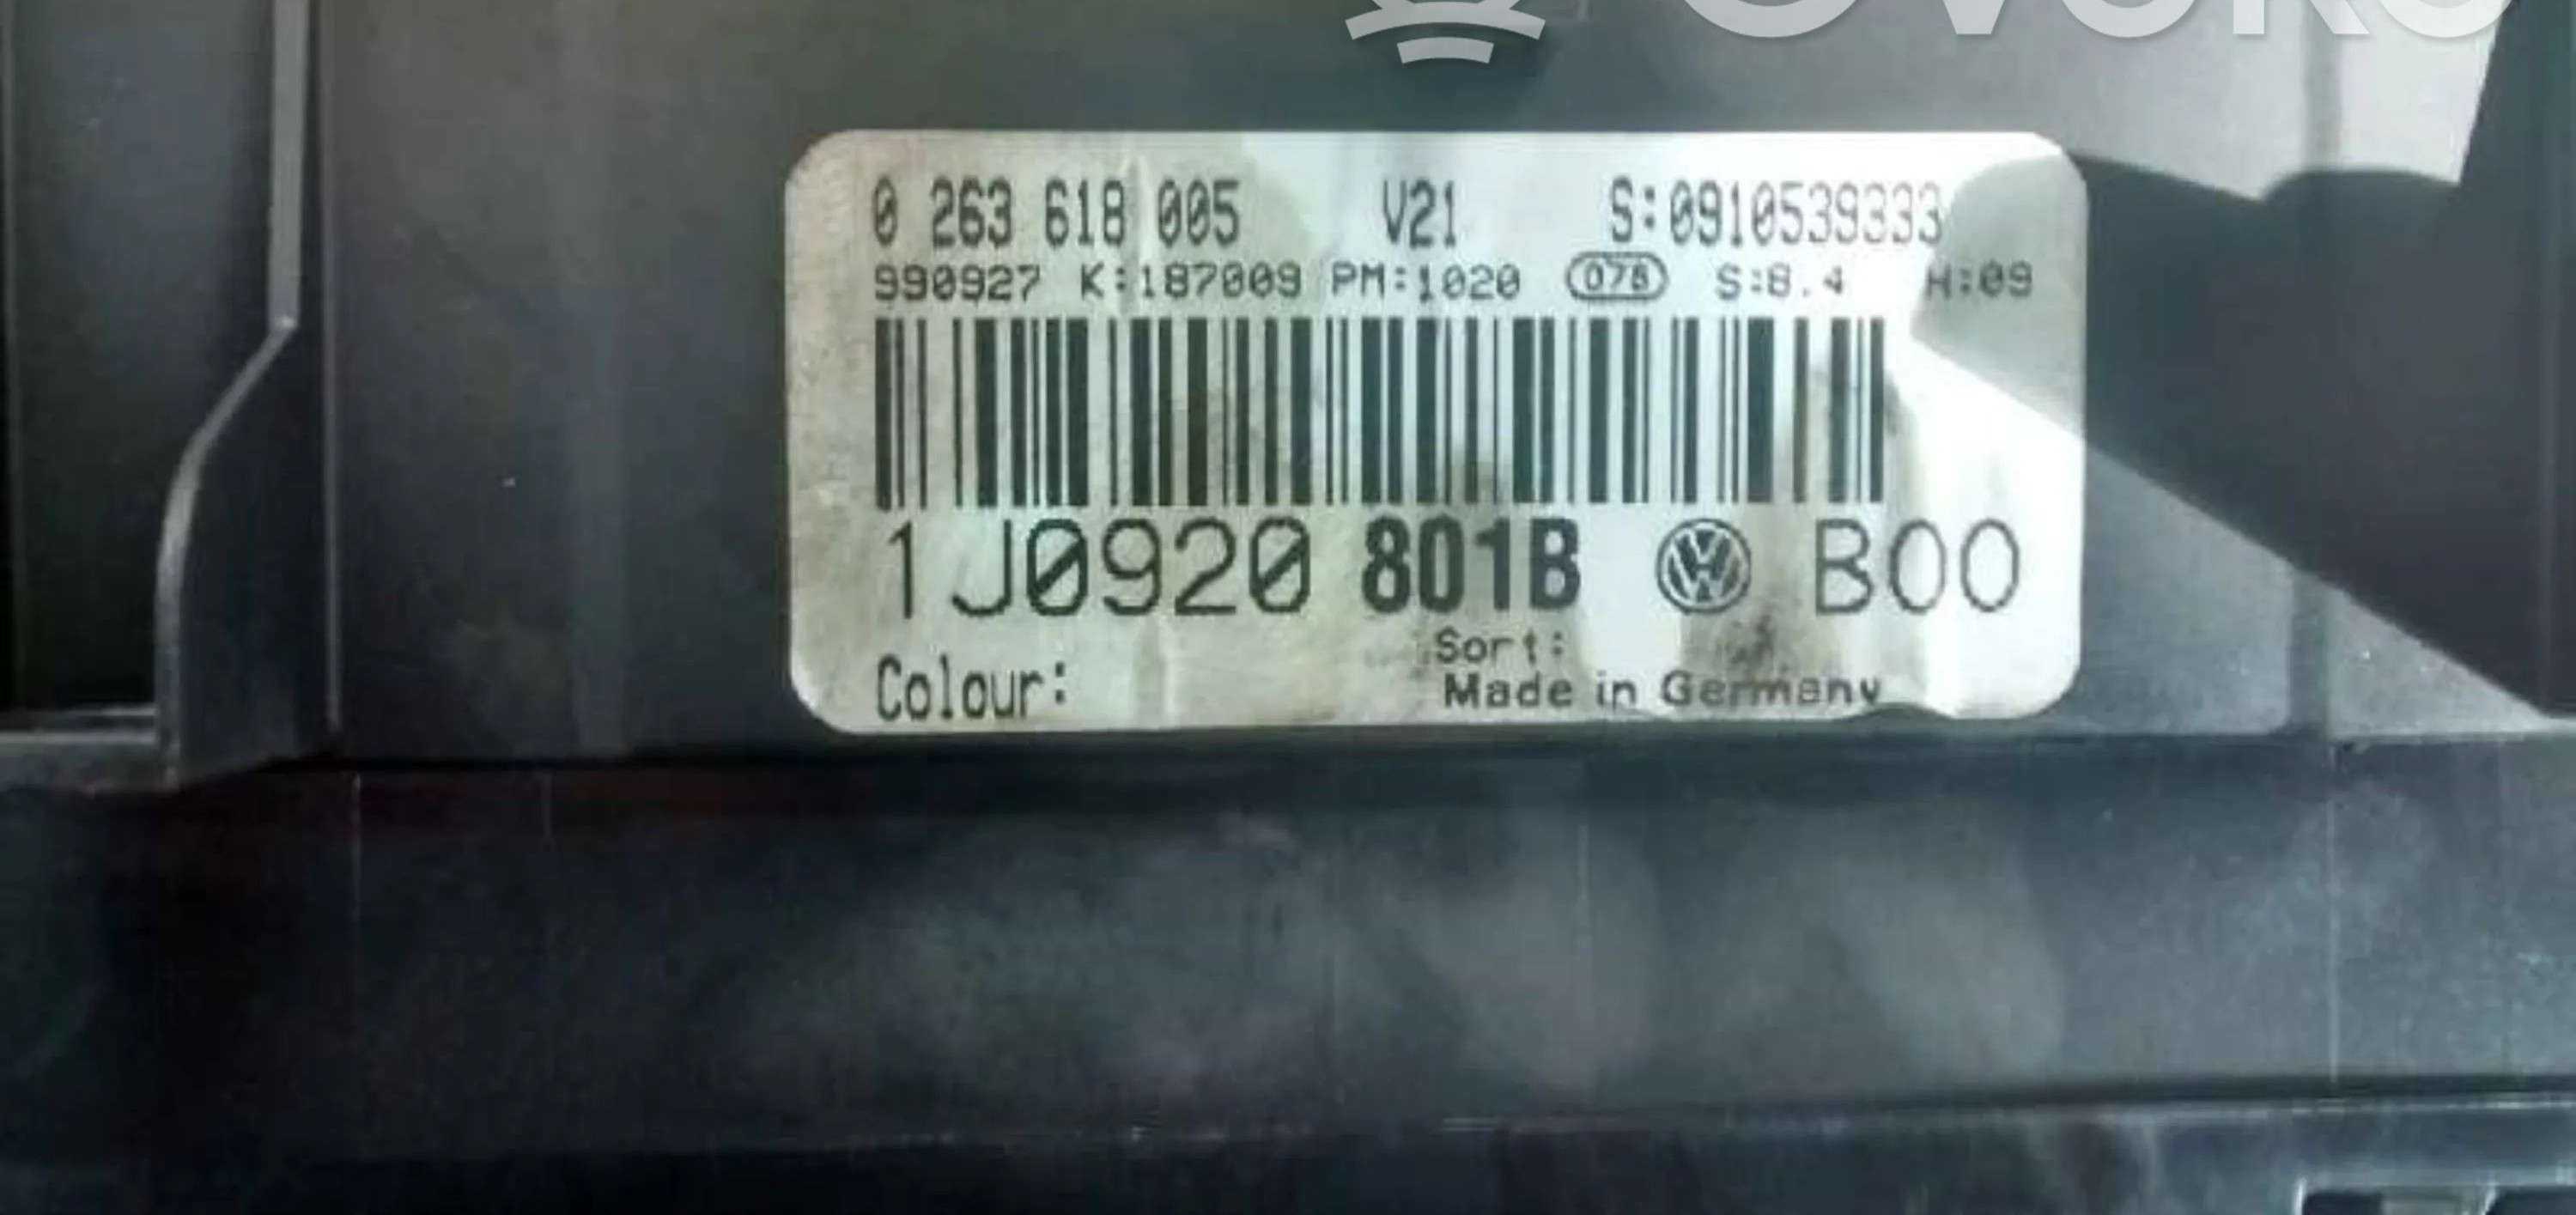 0 263 618 005 V21 S:0910539333
990927 K:187009 PM:1020 078 S:8.4 H:09
1J0920 801B B00
Sort:
Colour: Made in Germany